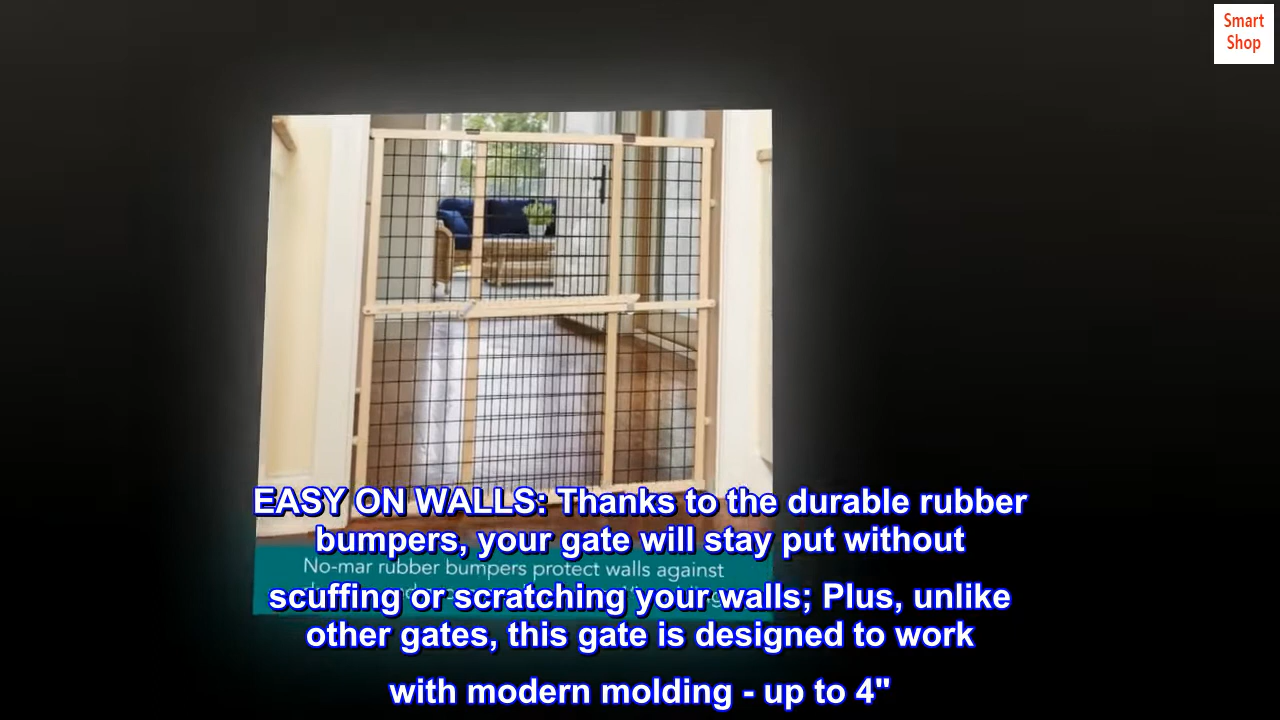 Smart
Shop
EASY ON WALLS: Thanks to the durable rubber
bumpers, your gate will stay put without
No-mar rubber bumpers protect walls against
scuffing or scratching your walls; Plus, unlike
other gates, this gate is designed to work
with modern molding - up to 4"